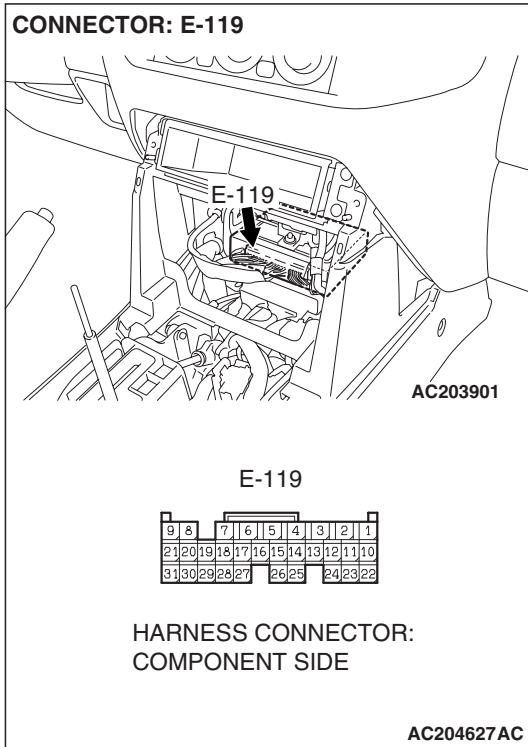 CONNECTOR: E-119
E-119
AC203901
E-119
9 8 7 6 5 4 3 2 1
21 20 19 18 17 16 15 14 13 12 11 10
31 30 29 28 27 26 25 24 23 22
HARNESS CONNECTOR:
COMPONENT SIDE
AC204627AC